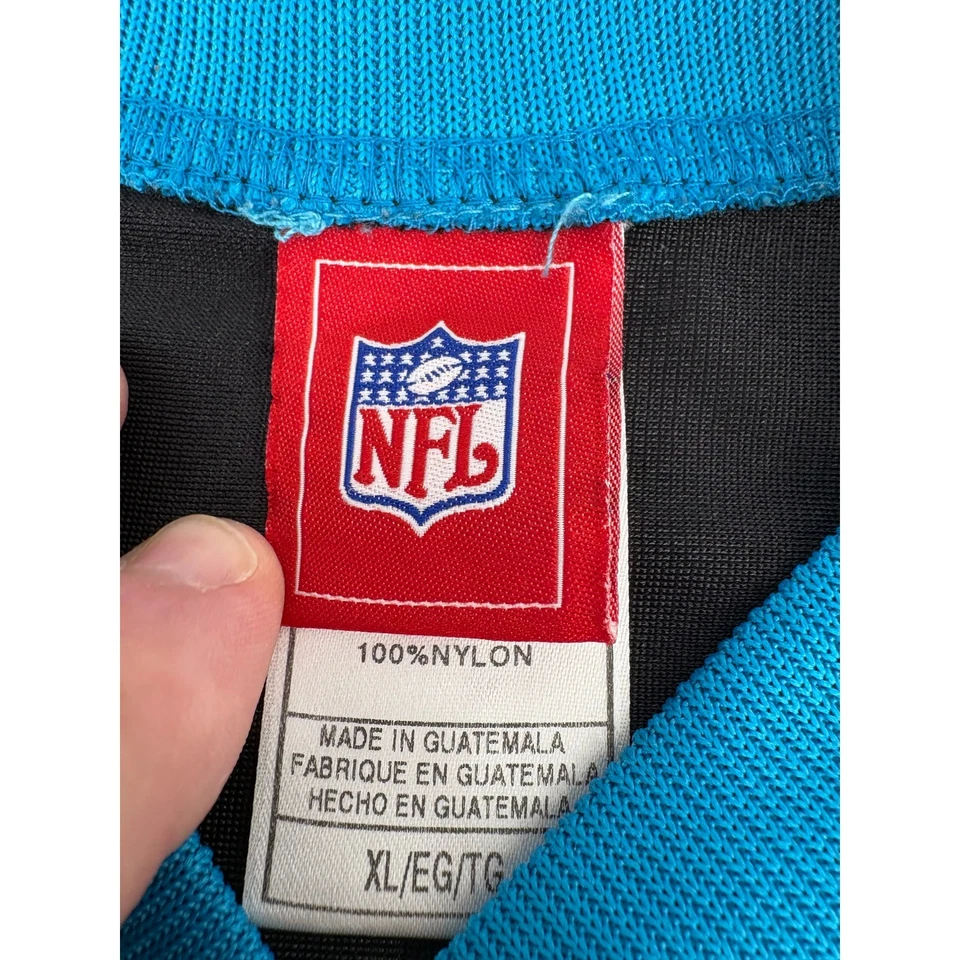 NFL
100%NYLON
MADE IN GUATEMALA
FABRIQUE EN GUATEMALA
HECHO EN GUATEMALA
XL/EG/TG